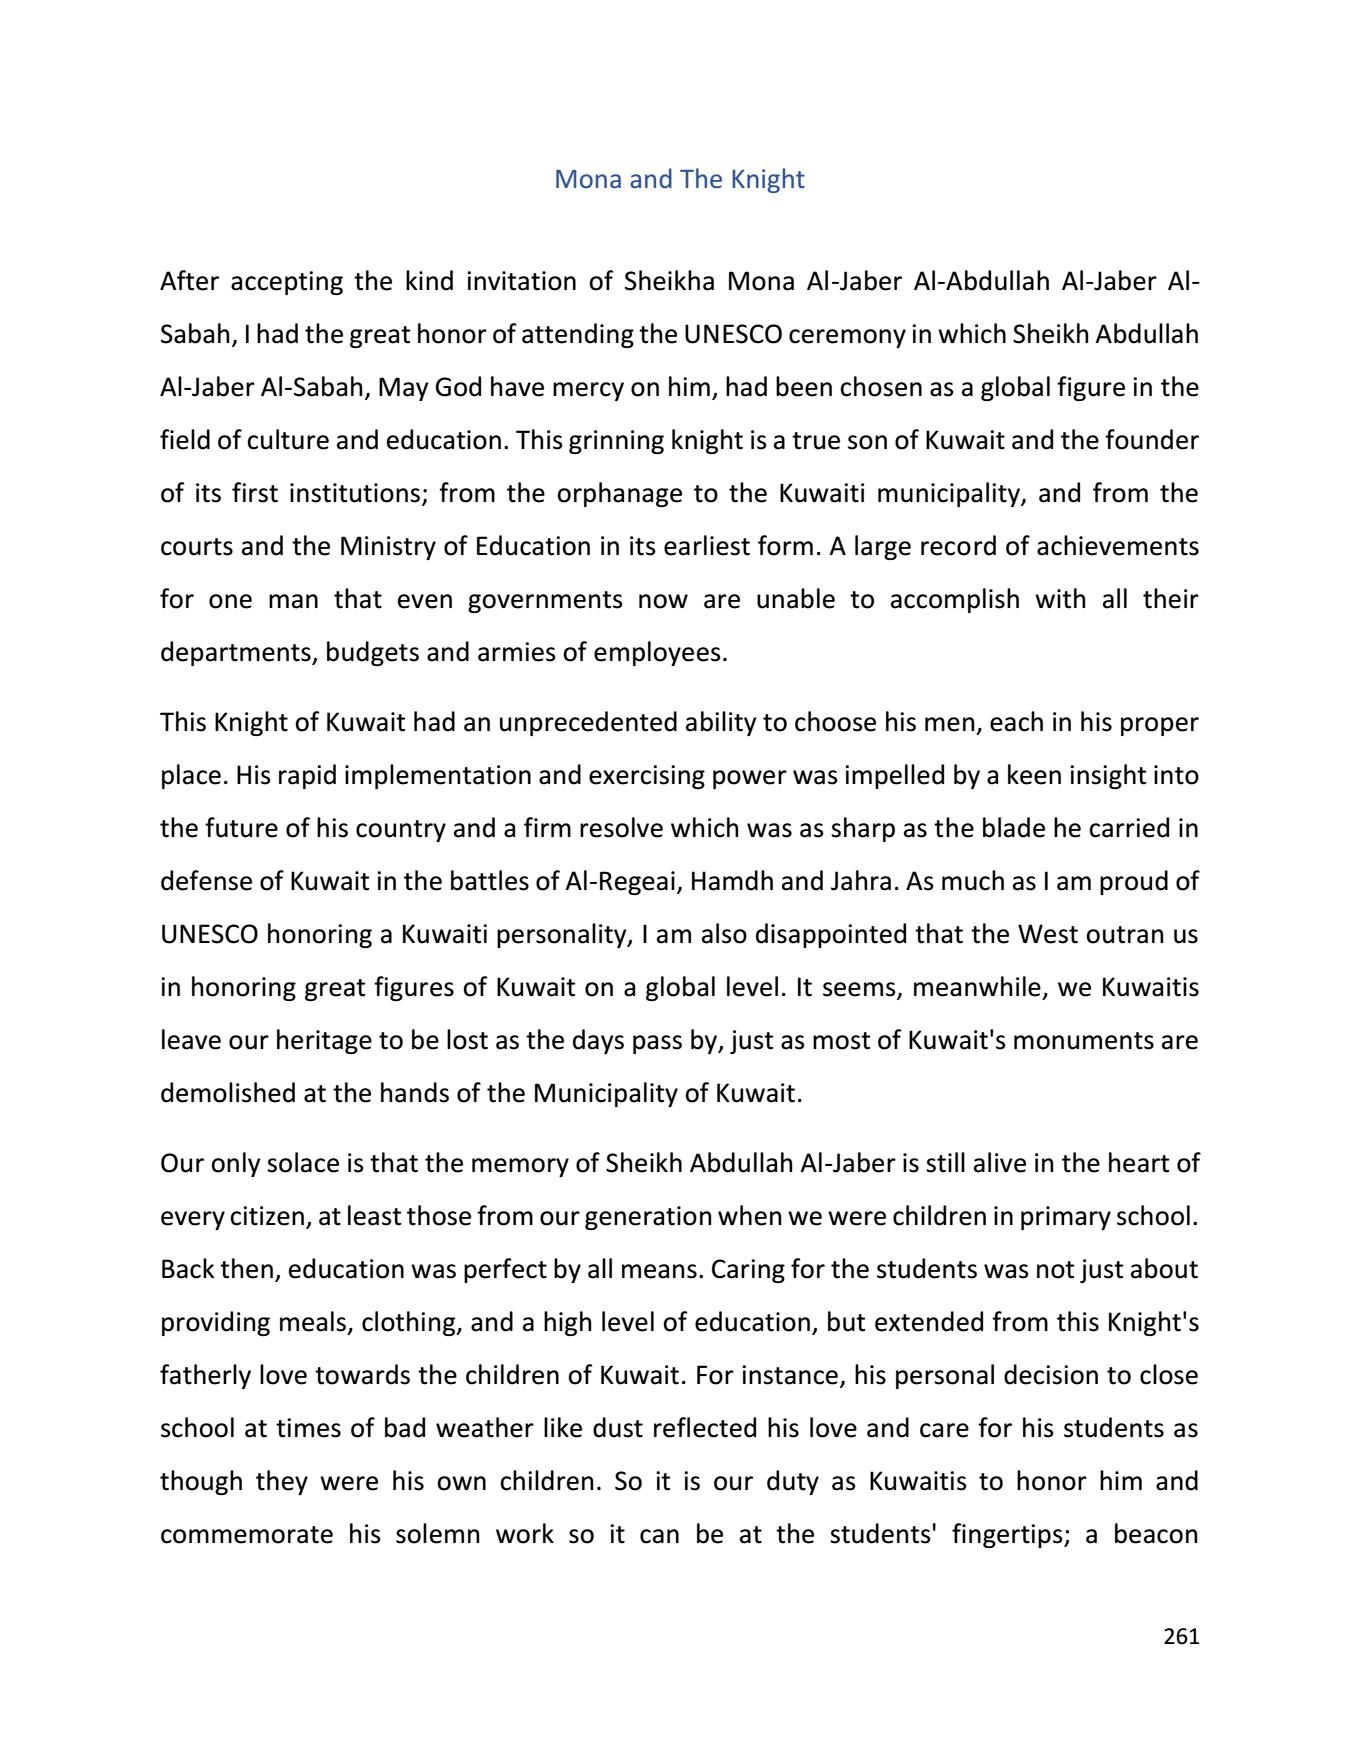 Mona and The Knight
After accepting the kind invitation of Sheikha Mona Al-Jaber Al-Abdullah Al-Jaber Al-
Sabah, I had the great honor of attending the UNESCO ceremony in which Sheikh Abdullah
Al-Jaber Al-Sabah, May God have mercy on him, had been chosen as a global figure in the
field of culture and education. This grinning knight is a true son of Kuwait and the founder
of its first institutions; from the orphanage to the Kuwaiti municipality, and from the
courts and the Ministry of Education in its earliest form. A large record of achievements
for one man that even governments now are unable to accomplish with all their
departments, budgets and armies of employees.
This Knight of Kuwait had an unprecedented ability to choose his men, each in his proper
place. His rapid implementation and exercising power was impelled by a keen insight into
the future of his country and a firm resolve which was as sharp as the blade he carried in
defense of Kuwait in the battles of Al-Regeai, Hamdh and Jahra. As much as I am proud of
UNESCO honoring a Kuwaiti personality, I am also disappointed that the West outran us
in honoring great figures of Kuwait on a global level. It seems, meanwhile, we Kuwaitis
leave our heritage to be lost as the days pass by, just as most of Kuwait's monuments are
demolished at the hands of the Municipality of Kuwait.
Our only solace is that the memory of Sheikh Abdullah Al-Jaber is still alive in the heart of
every citizen, at least those from our generation when we were children in primary school.
Back then, education was perfect by all means. Caring for the students was not just about
providing meals, clothing, and a high level of education, but extended from this Knight's
fatherly love towards the children of Kuwait. For instance, his personal decision to close
school at times of bad weather like dust reflected his love and care for his students as
though they were his own children. So it is our duty as Kuwaitis to honor him and
commemorate his solemn work so it can be at the students' fingertips; a beacon
261